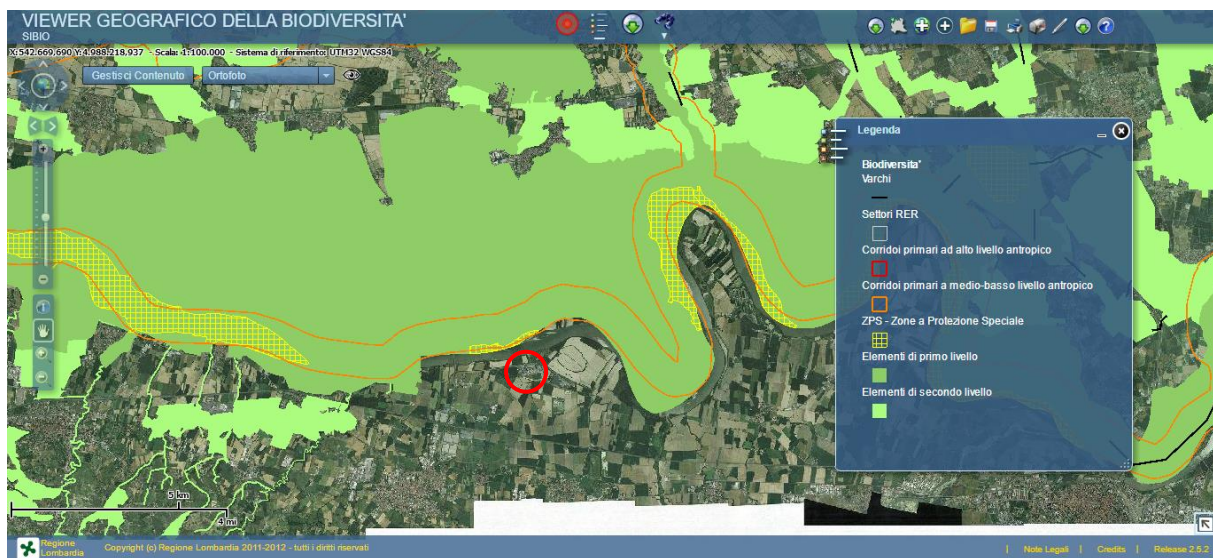 VIEWER GEOGRAFICO DELLA BIODIVERSITA'
SIBIO
X:542.669,690 Y:4.988.218,937 - Scala: 1:100.000 - Sistema di riferimento: UTM32 WGS84
Gestisci Contenuto
Ortofoto
Legenda
Biodiversita'
Varchi
Settori RER
Corridoi primari ad alto livello antropico
Corridoi primari a medio-basso livello antropico
ZPS - Zone a Protezione Speciale
Elementi di primo livello
Elementi di secondo livello
5 km
4 mi
Regione
Lombardia
Copyright (c) Regione Lombardia 2011-2012 - tutti i diritti riservati
| Note Legali | Credits | Release 2.5.2